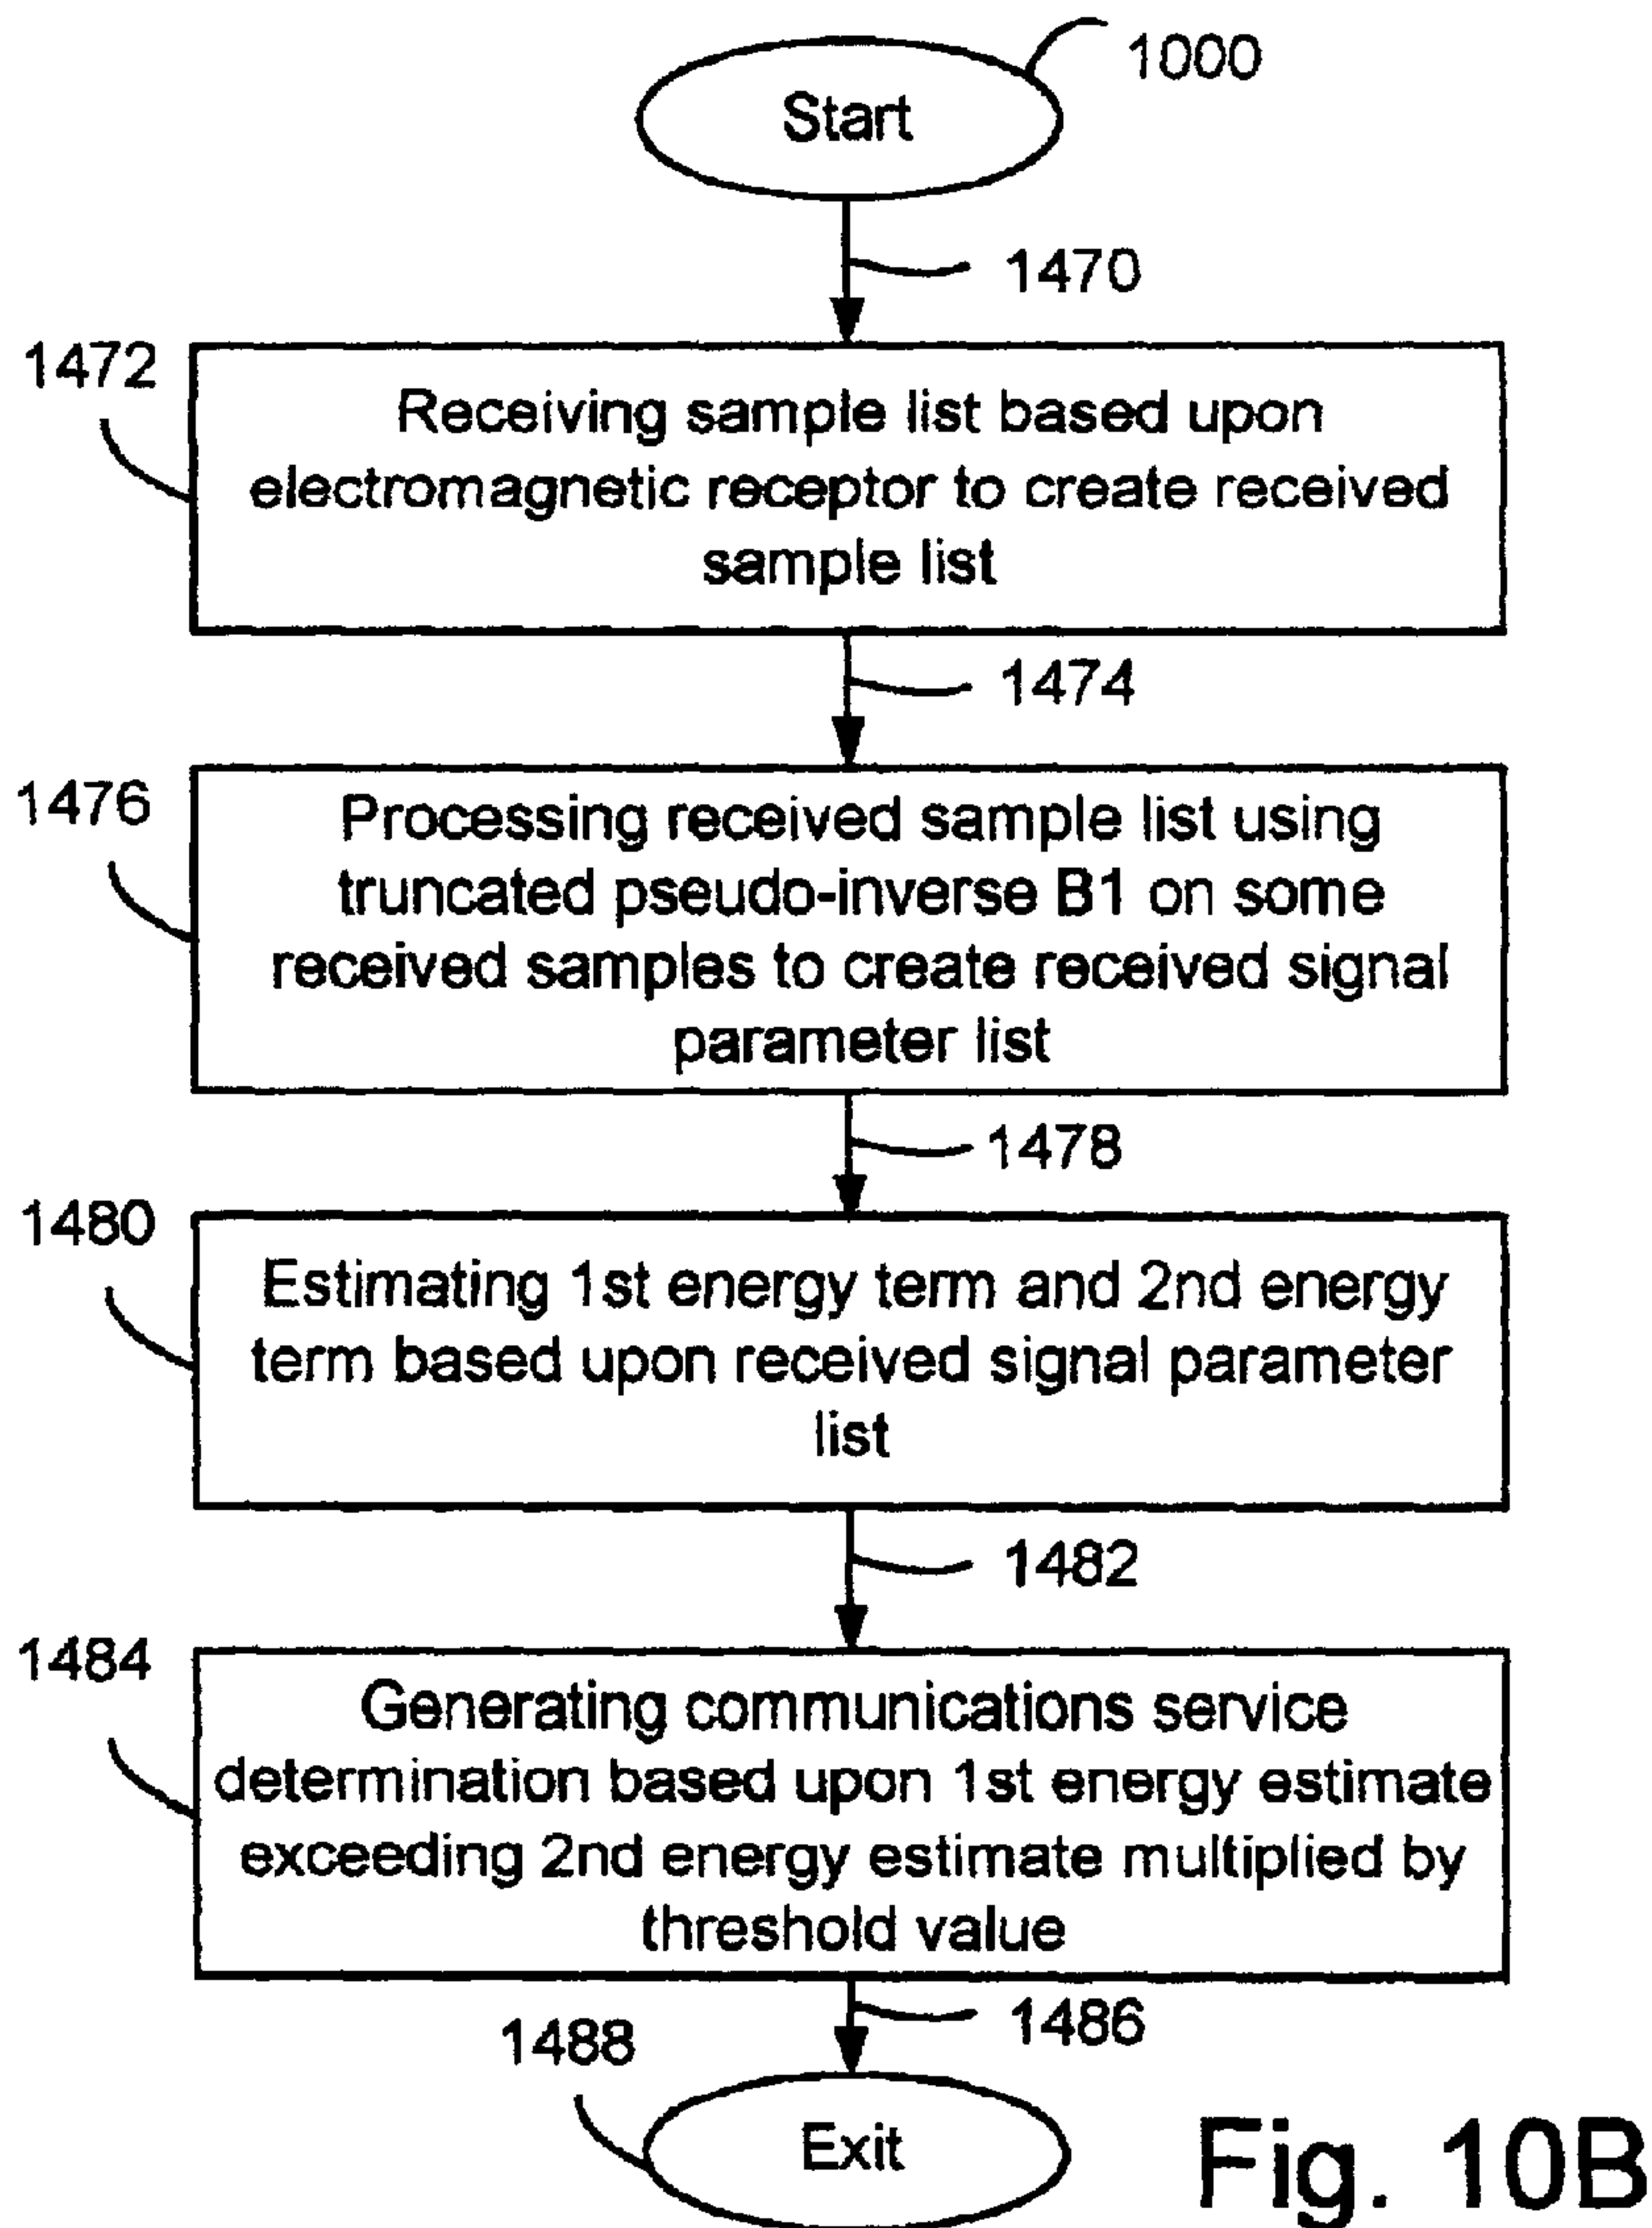 1000
Start
1470
1472
Receiving sample list based upon
electromagnetic receptor to create received
sample list
1474
1476
Processing received sample list using
truncated pseudo-inverse B1 on some
received samples to create received signal
parameter list
1478
1480
Estimating 1st energy term and 2nd energy
term based upon received signal parameter
list
1482
1484
Generating communications service
determination based upon 1st energy estimate
exceeding 2nd energy estimate multiplied by
threshold value
1486
1488
Exit
Fig. 10B